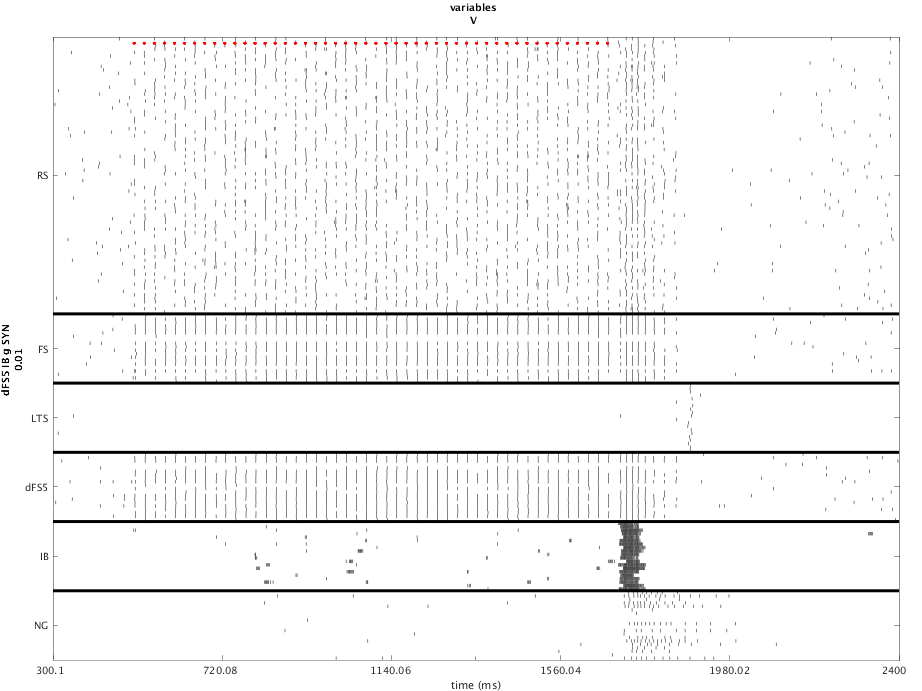 variables
V
RS
FS
LTS
dFS5
IB
NG
dFS5 IB g SYN
0.01
300.1
720.08
1140.06
1560.04
1980.02
2400
time (ms)